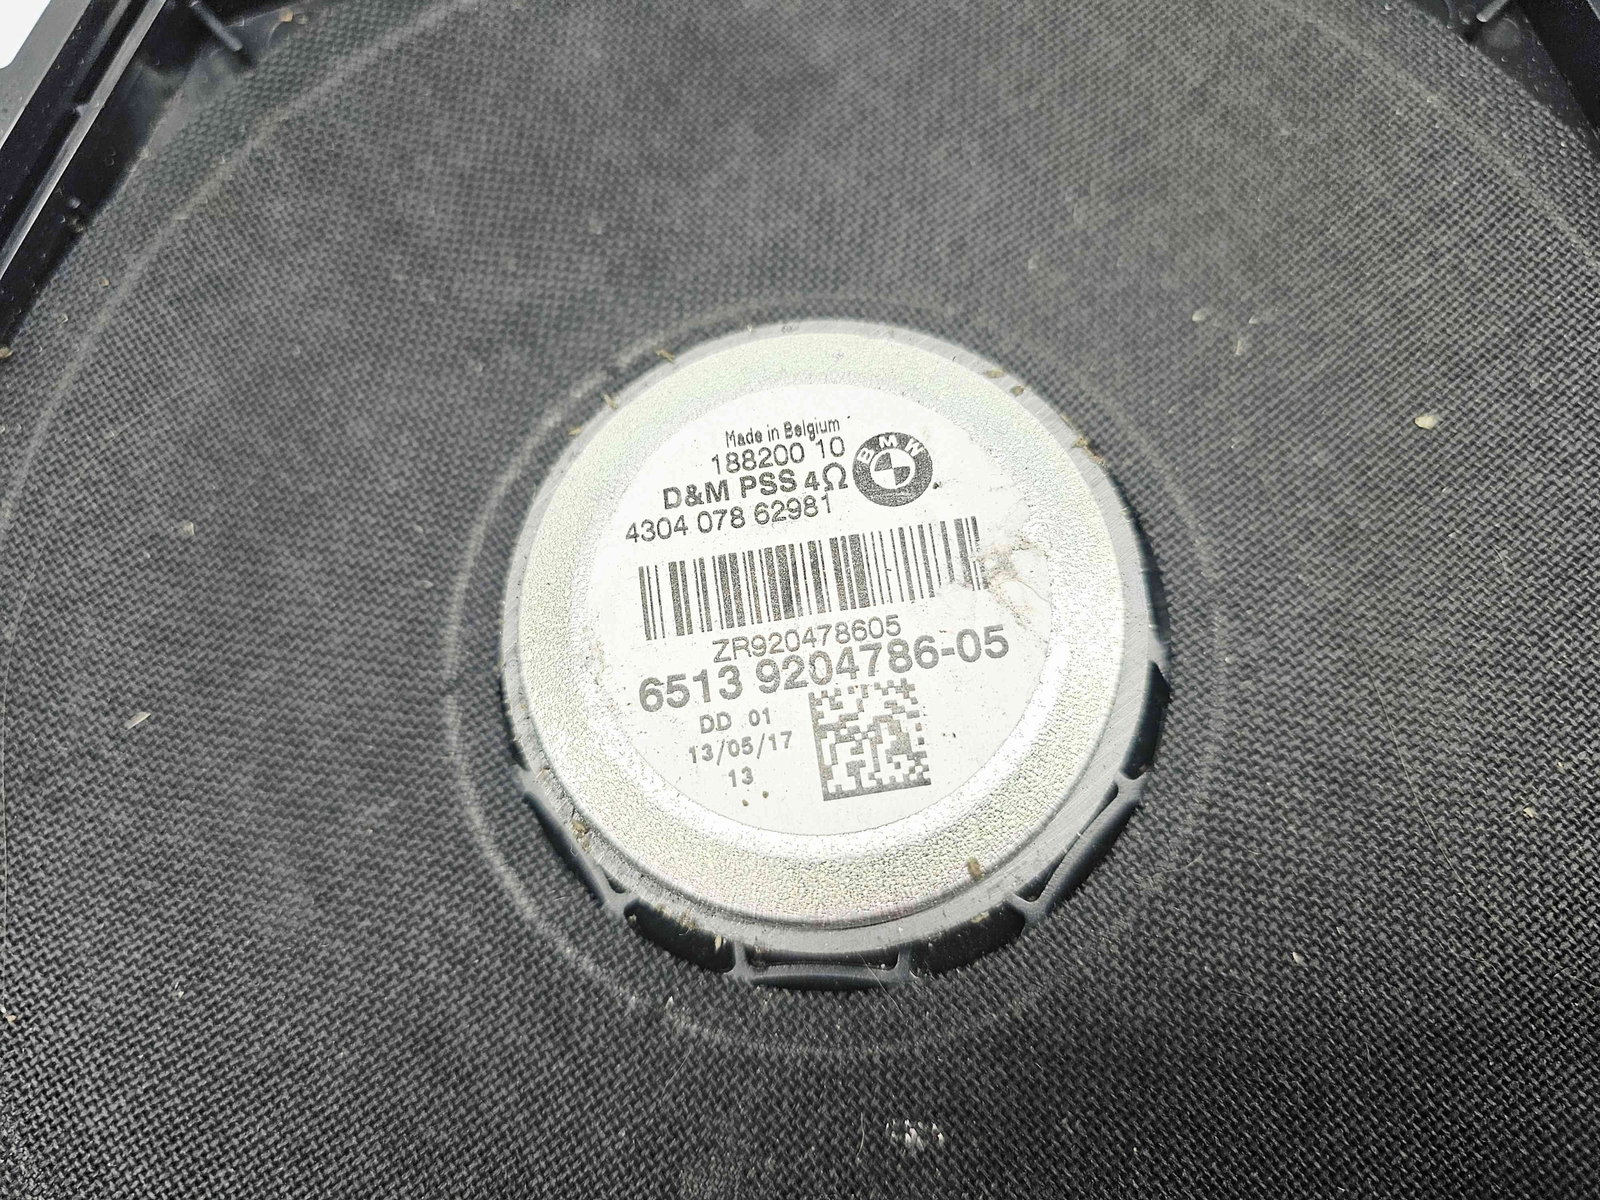 Made in Belgium
188200 10
D&M PSS 4Ω
BMW
4304 078 62981
ZR920478605
6513 9204786-05
DD 01
13/05/17
13